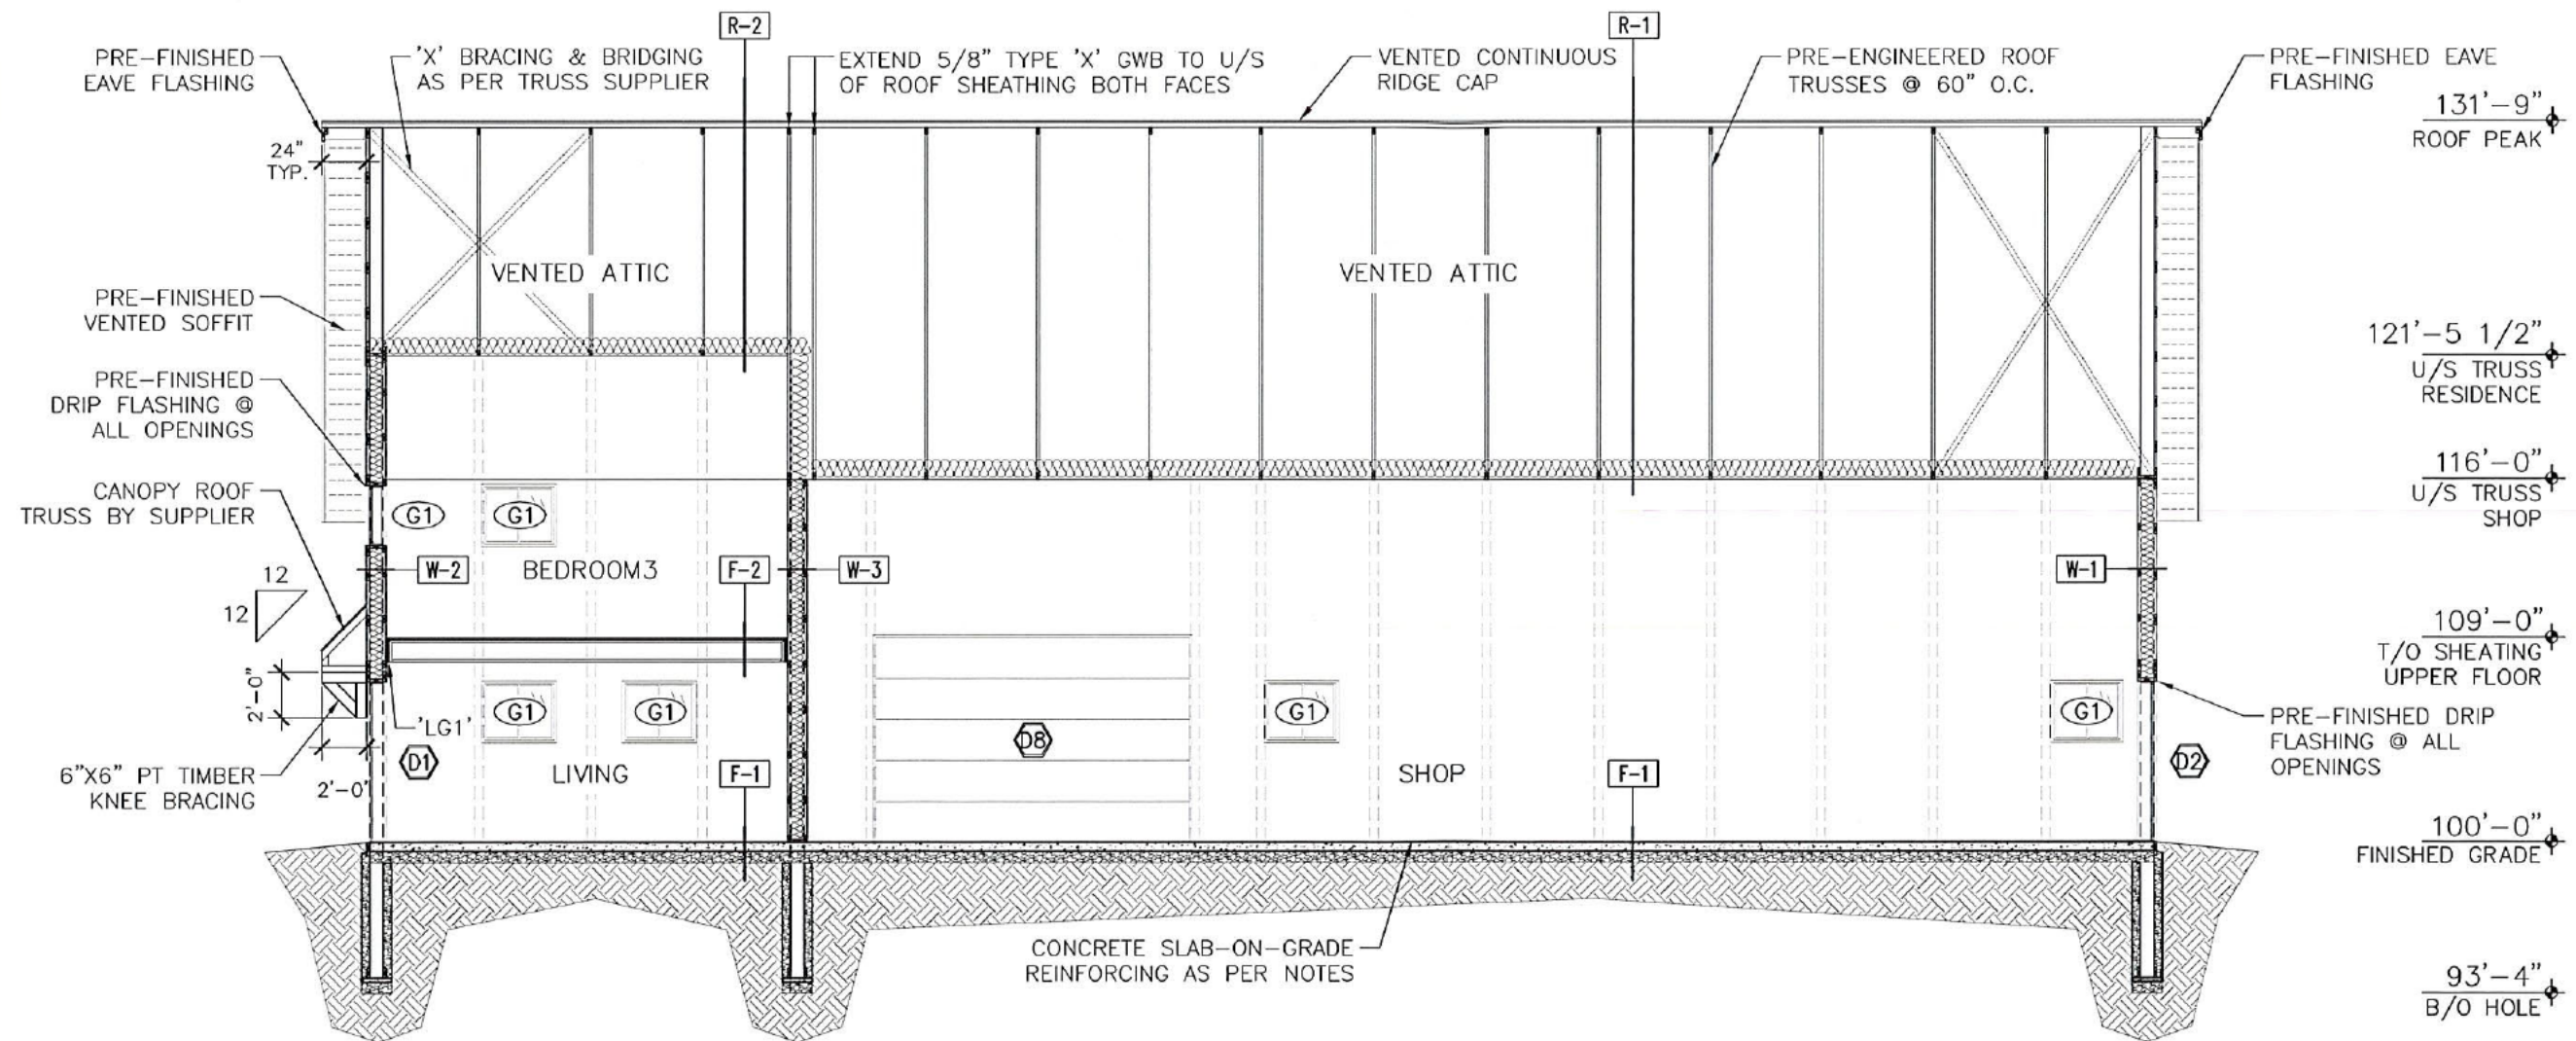 R-2
R-1
PRE-FINISHED
EAVE FLASHING
'X' BRACING & BRIDGING
AS PER TRUSS SUPPLIER
EXTEND 5/8" TYPE 'X' GWB TO U/S
OF ROOF SHEATHING BOTH FACES
VENTED CONTINUOUS
RIDGE CAP
PRE-ENGINEERED ROOF
TRUSSES @ 60" O.C.
PRE-FINISHED EAVE
FLASHING
131'-9"
ROOF PEAK
24"
TYP.
VENTED ATTIC
VENTED ATTIC
PRE-FINISHED
VENTED SOFFIT
121'-5 1/2"
U/S TRUSS
RESIDENCE
PRE-FINISHED
DRIP FLASHING @
ALL OPENINGS
116'-0"
U/S TRUSS
SHOP
CANOPY ROOF
TRUSS BY SUPPLIER
G1
G1
W-2
BEDROOM3
F-2
W-3
W-1
12
12
109'-0"
T/O SHEATING
UPPER FLOOR
2'-0"
'LG1'
G1
G1
G1
G1
PRE-FINISHED DRIP
FLASHING @ ALL
OPENINGS
D8
D1
D2
6"X6" PT TIMBER
KNEE BRACING
2'-0"
LIVING
F-1
SHOP
F-1
100'-0"
FINISHED GRADE
CONCRETE SLAB-ON-GRADE
REINFORCING AS PER NOTES
93'-4"
B/O HOLE